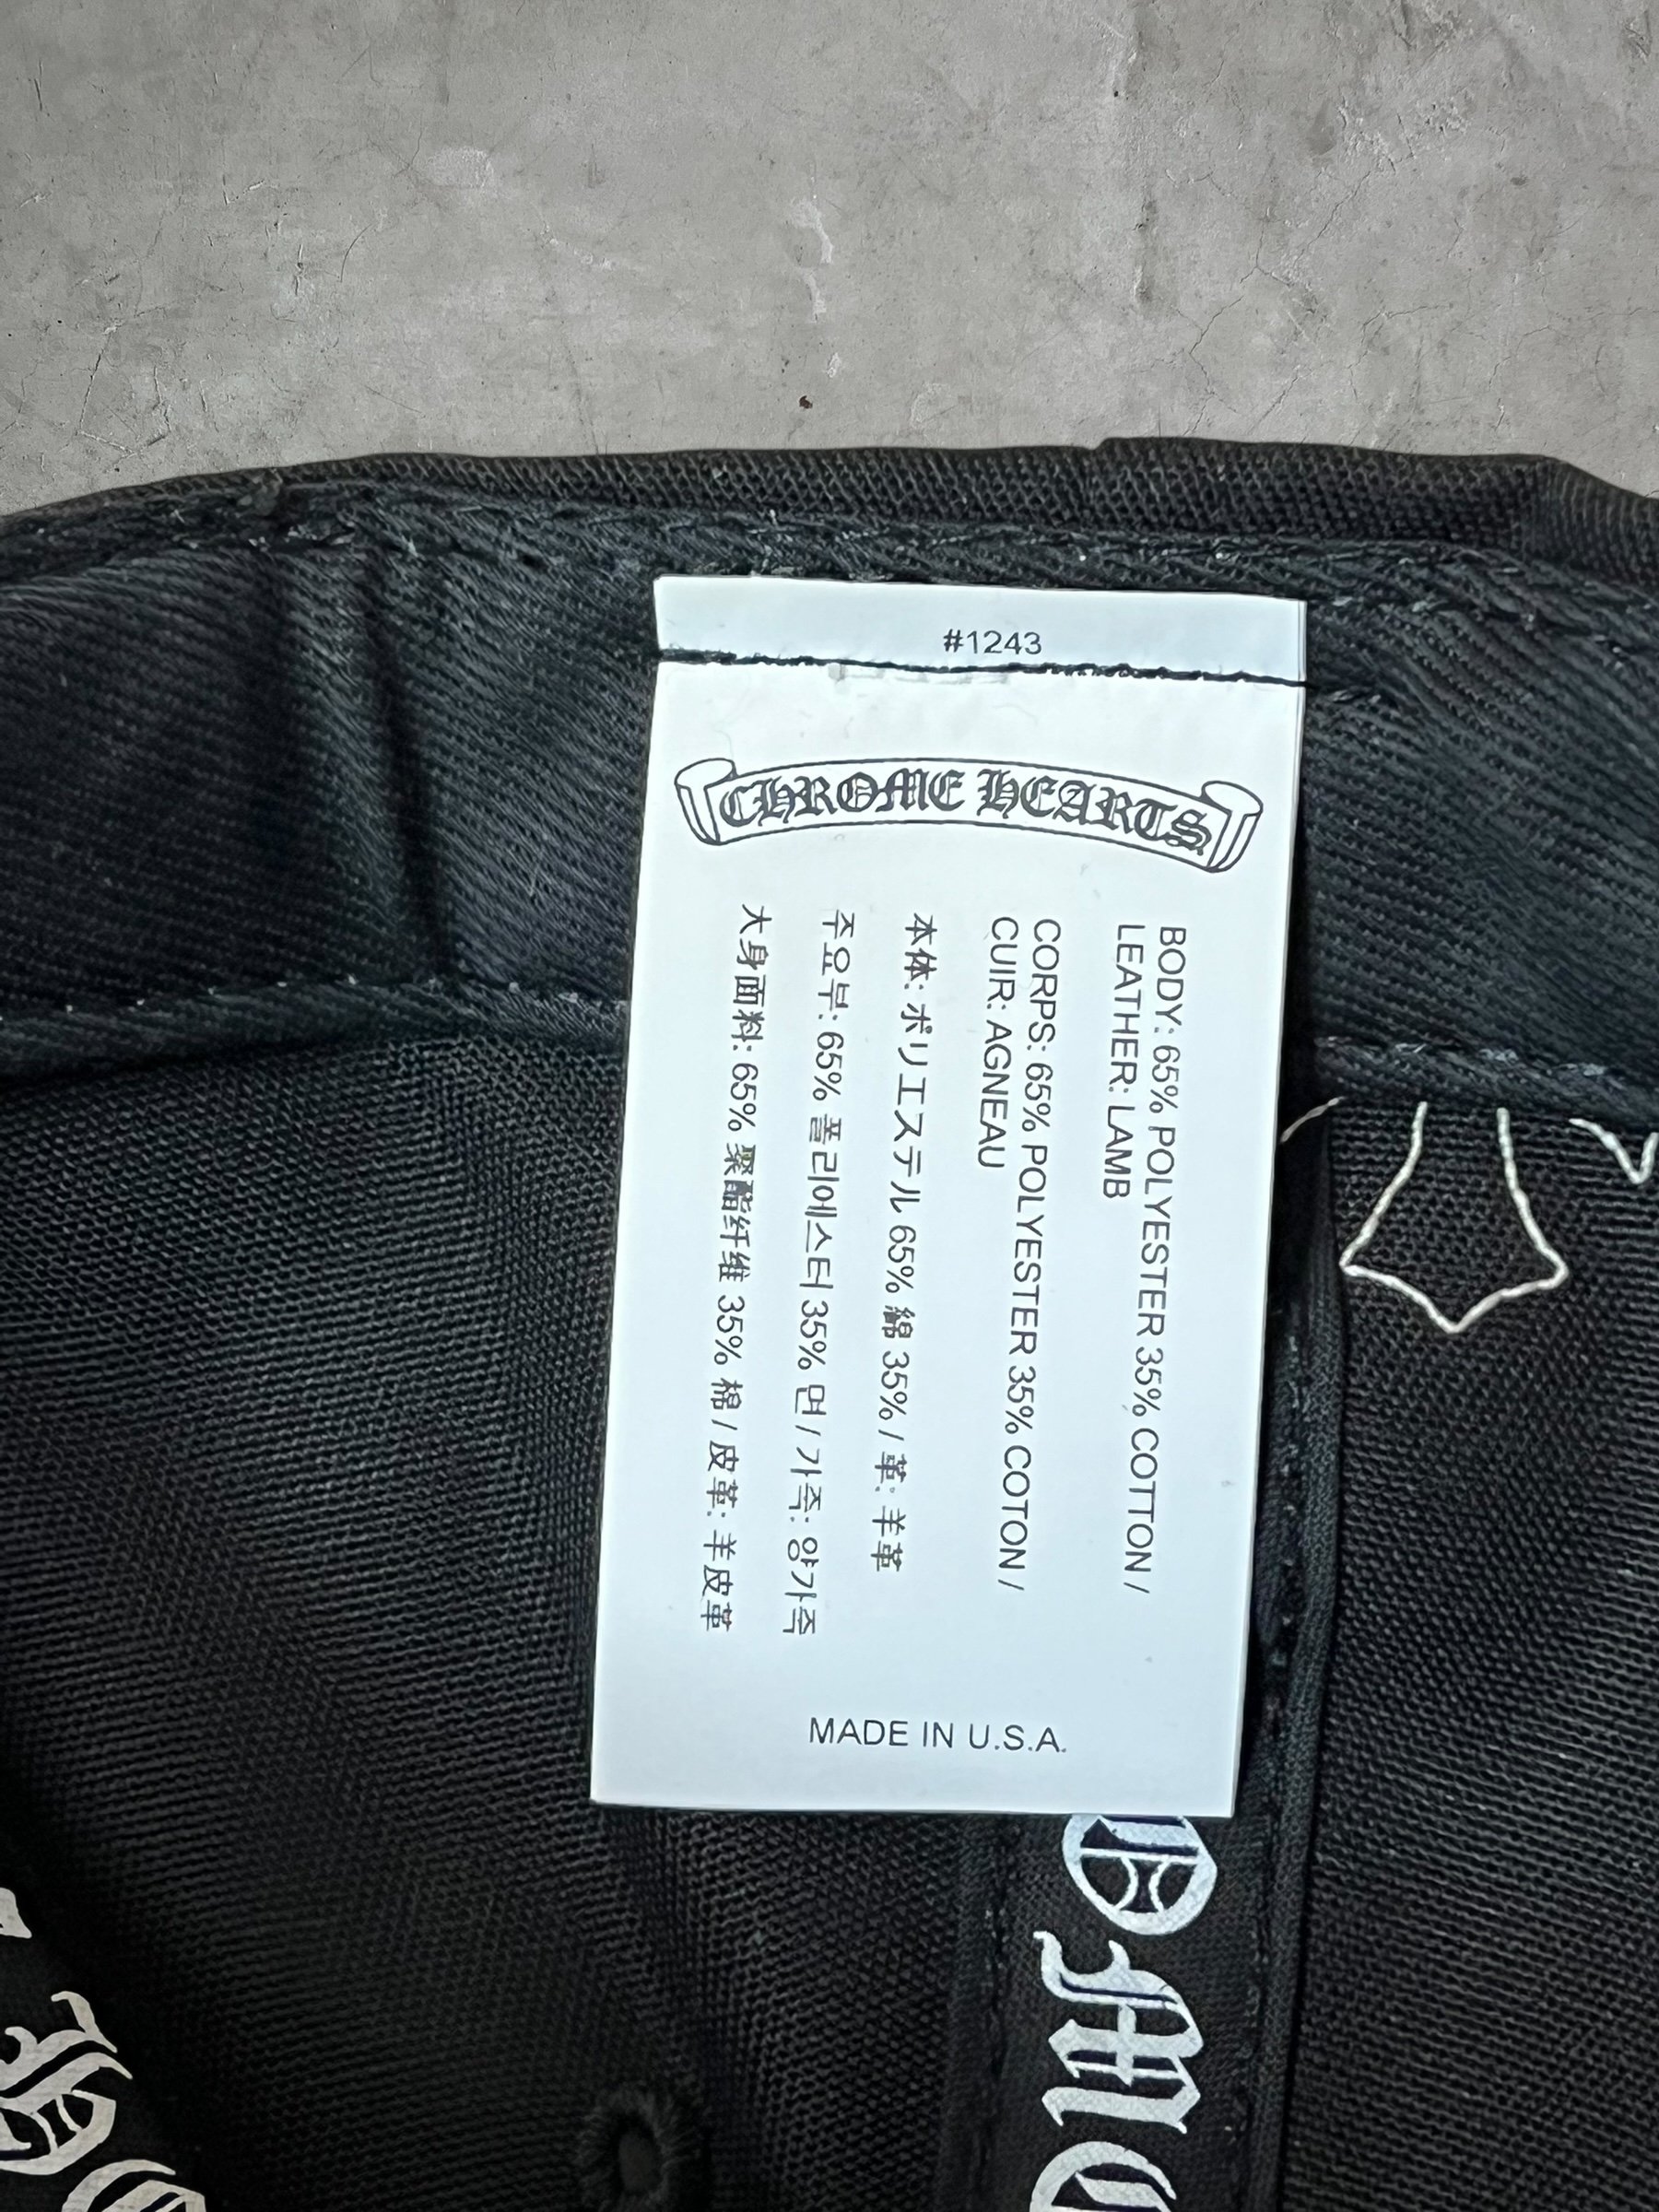 #1243
CHROME HEARTS
BODY: 65% POLYESTER 35% COTTON /
LEATHER: LAMB
CORPS: 65% POLYESTER 35% COTON /
CUIR: AGNEAU
本体: ポリエステル 65% 綿 35% / 革: 羊革
주요부: 65% 폴리에스터 35% 면 / 가죽: 양가죽
大身面料: 65% 聚酯纤维 35% 棉 / 皮革: 羊皮革
MADE IN U.S.A.